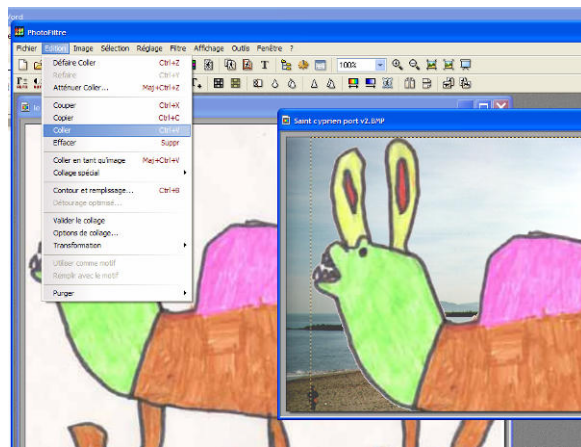 PhotoFiltre
Fichier Edition Image Sélection Réglage Filtre Affichage Outils Fenêtre ?
100%
Défaire Coller Ctrl+Z
Refaire Ctrl+Y
Atténuer Coller... Maj+Ctrl+Z
Couper Ctrl+X
Copier Ctrl+C
Coller Ctrl+V
Effacer Suppr
Coller en tant qu'image Maj+Ctrl+V
Collage spécial
Contour et remplissage... Ctrl+B
Détourage optimisé...
Valider le collage
Options de collage...
Transformation
Utiliser comme motif
Remplir avec le motif
Purger
le
Saint cyprien port v2.BMP